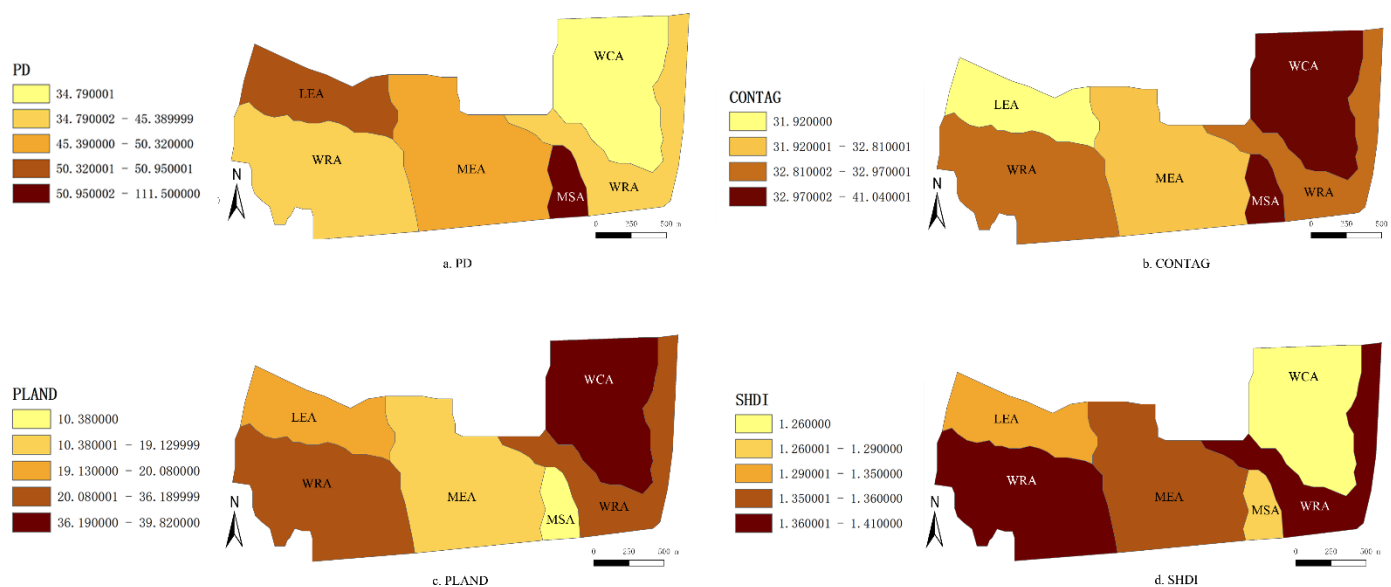 PD
34.790001
34.790002 - 45.389999
45.390000 - 50.320000
50.320001 - 50.950001
50.950002 - 111.500000
N
LEA
WRA
MEA
MSA
WCA
WRA
0 250 500 m
a. PD
CONTAG
31.920000
31.920001 - 32.810001
32.810002 - 32.970001
32.970002 - 41.040001
N
LEA
WRA
MEA
MSA
WCA
WRA
0 250 500
b. CONTAG
PLAND
10.380000
10.380001 - 19.129999
19.130000 - 20.080000
20.080001 - 36.189999
36.190000 - 39.820000
N
LEA
WRA
MEA
MSA
WCA
WRA
0 250 500 m
c. PLAND
SHDI
1.260000
1.260001 - 1.290000
1.290001 - 1.350000
1.350001 - 1.360000
1.360001 - 1.410000
N
LEA
WRA
MEA
MSA
WCA
WRA
0 250 500 m
d. SHDI